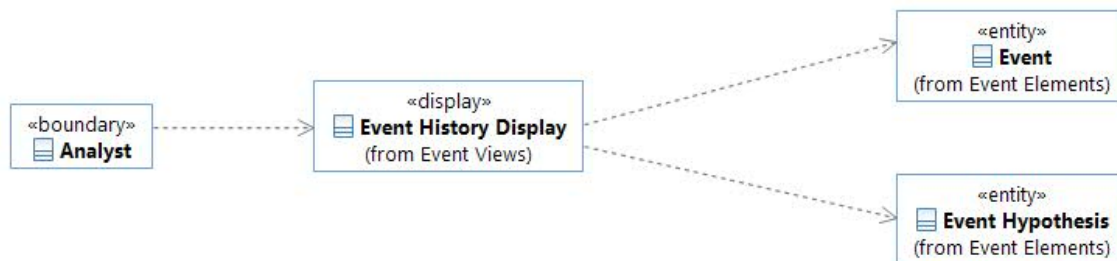 «boundary»
Analyst
«display»
Event History Display
(from Event Views)
«entity»
Event
(from Event Elements)
«entity»
Event Hypothesis
(from Event Elements)